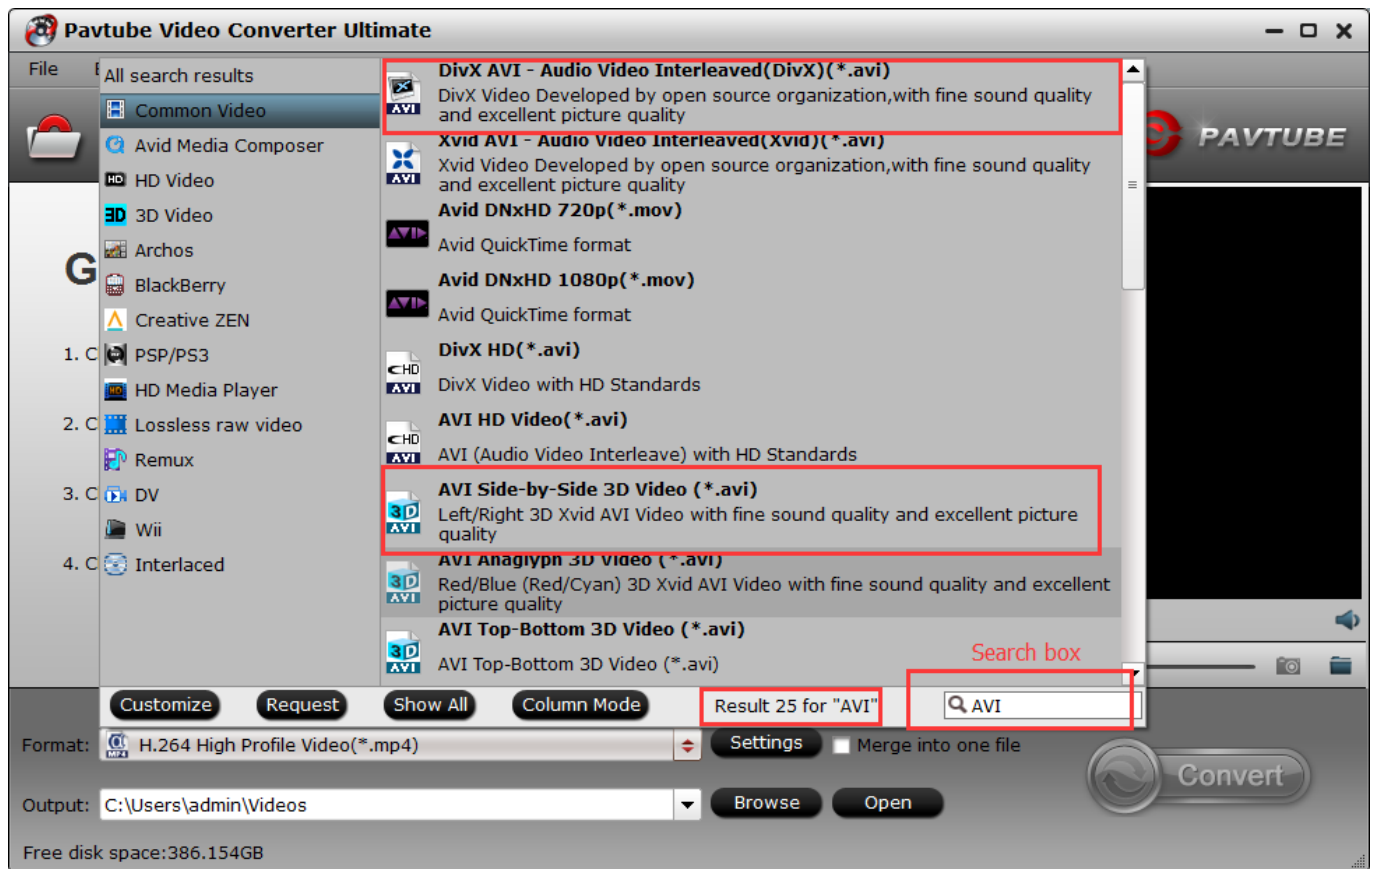 Pavtube Video Converter Ultimate
File
All search results
Common Video
Avid Media Composer
HD Video
3D Video
Archos
BlackBerry
Creative ZEN
PSP/PS3
HD Media Player
Lossless raw video
Remux
DV
Wii
Interlaced
G
1. C
2. C
3. C
4. C
DivX AVI - Audio Video Interleaved(DivX)(*.avi)
DivX Video Developed by open source organization,with fine sound quality
and excellent picture quality
Xvid AVI - Audio Video Interleaved(Xvid)(*.avi)
Xvid Video Developed by open source organization,with fine sound quality
and excellent picture quality
Avid DNxHD 720p(*.mov)
Avid QuickTime format
Avid DNxHD 1080p(*.mov)
Avid QuickTime format
DivX HD(*.avi)
DivX Video with HD Standards
AVI HD Video(*.avi)
AVI (Audio Video Interleave) with HD Standards
AVI Side-by-Side 3D Video (*.avi)
Left/Right 3D Xvid AVI Video with fine sound quality and excellent picture
quality
AVI Anaglyph 3D Video (*.avi)
Red/Blue (Red/Cyan) 3D Xvid AVI Video with fine sound quality and excellent
picture quality
AVI Top-Bottom 3D Video (*.avi)
AVI Top-Bottom 3D Video (*.avi)
PAVTUBE
Search box
Customize Request Show All Column Mode Result 25 for "AVI" AVI
Format: H.264 High Profile Video(*.mp4) Settings Merge into one file
Convert
Output: C:\Users\admin\Videos Browse Open
Free disk space:386.154GB